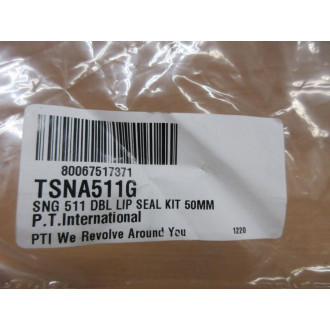 80067517371
TSNA511G
SNG 511 DBL LIP SEAL KIT 50MM
P.T.International
PTI We Revolve Around You 1220